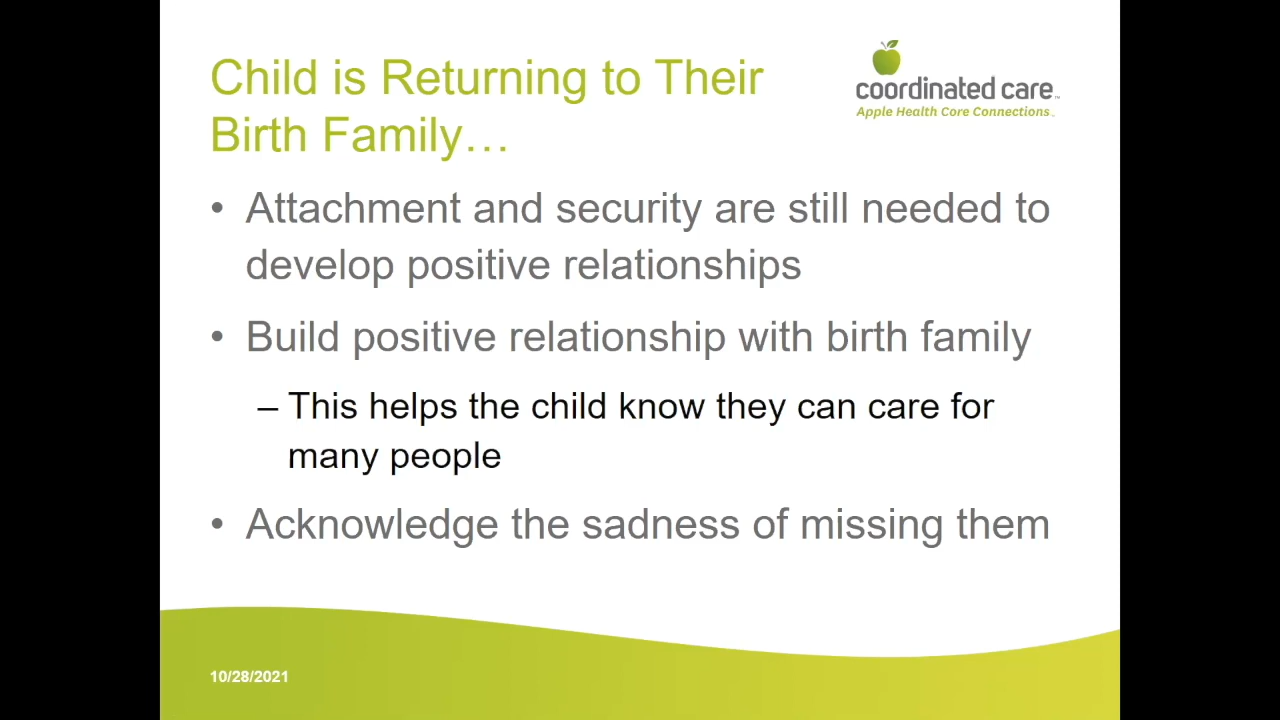 Child is Returning to Their
Birth Family…
coordinated care™
Apple Health Core Connections™
• Attachment and security are still needed to
develop positive relationships
• Build positive relationship with birth family
– This helps the child know they can care for
many people
• Acknowledge the sadness of missing them
10/28/2021